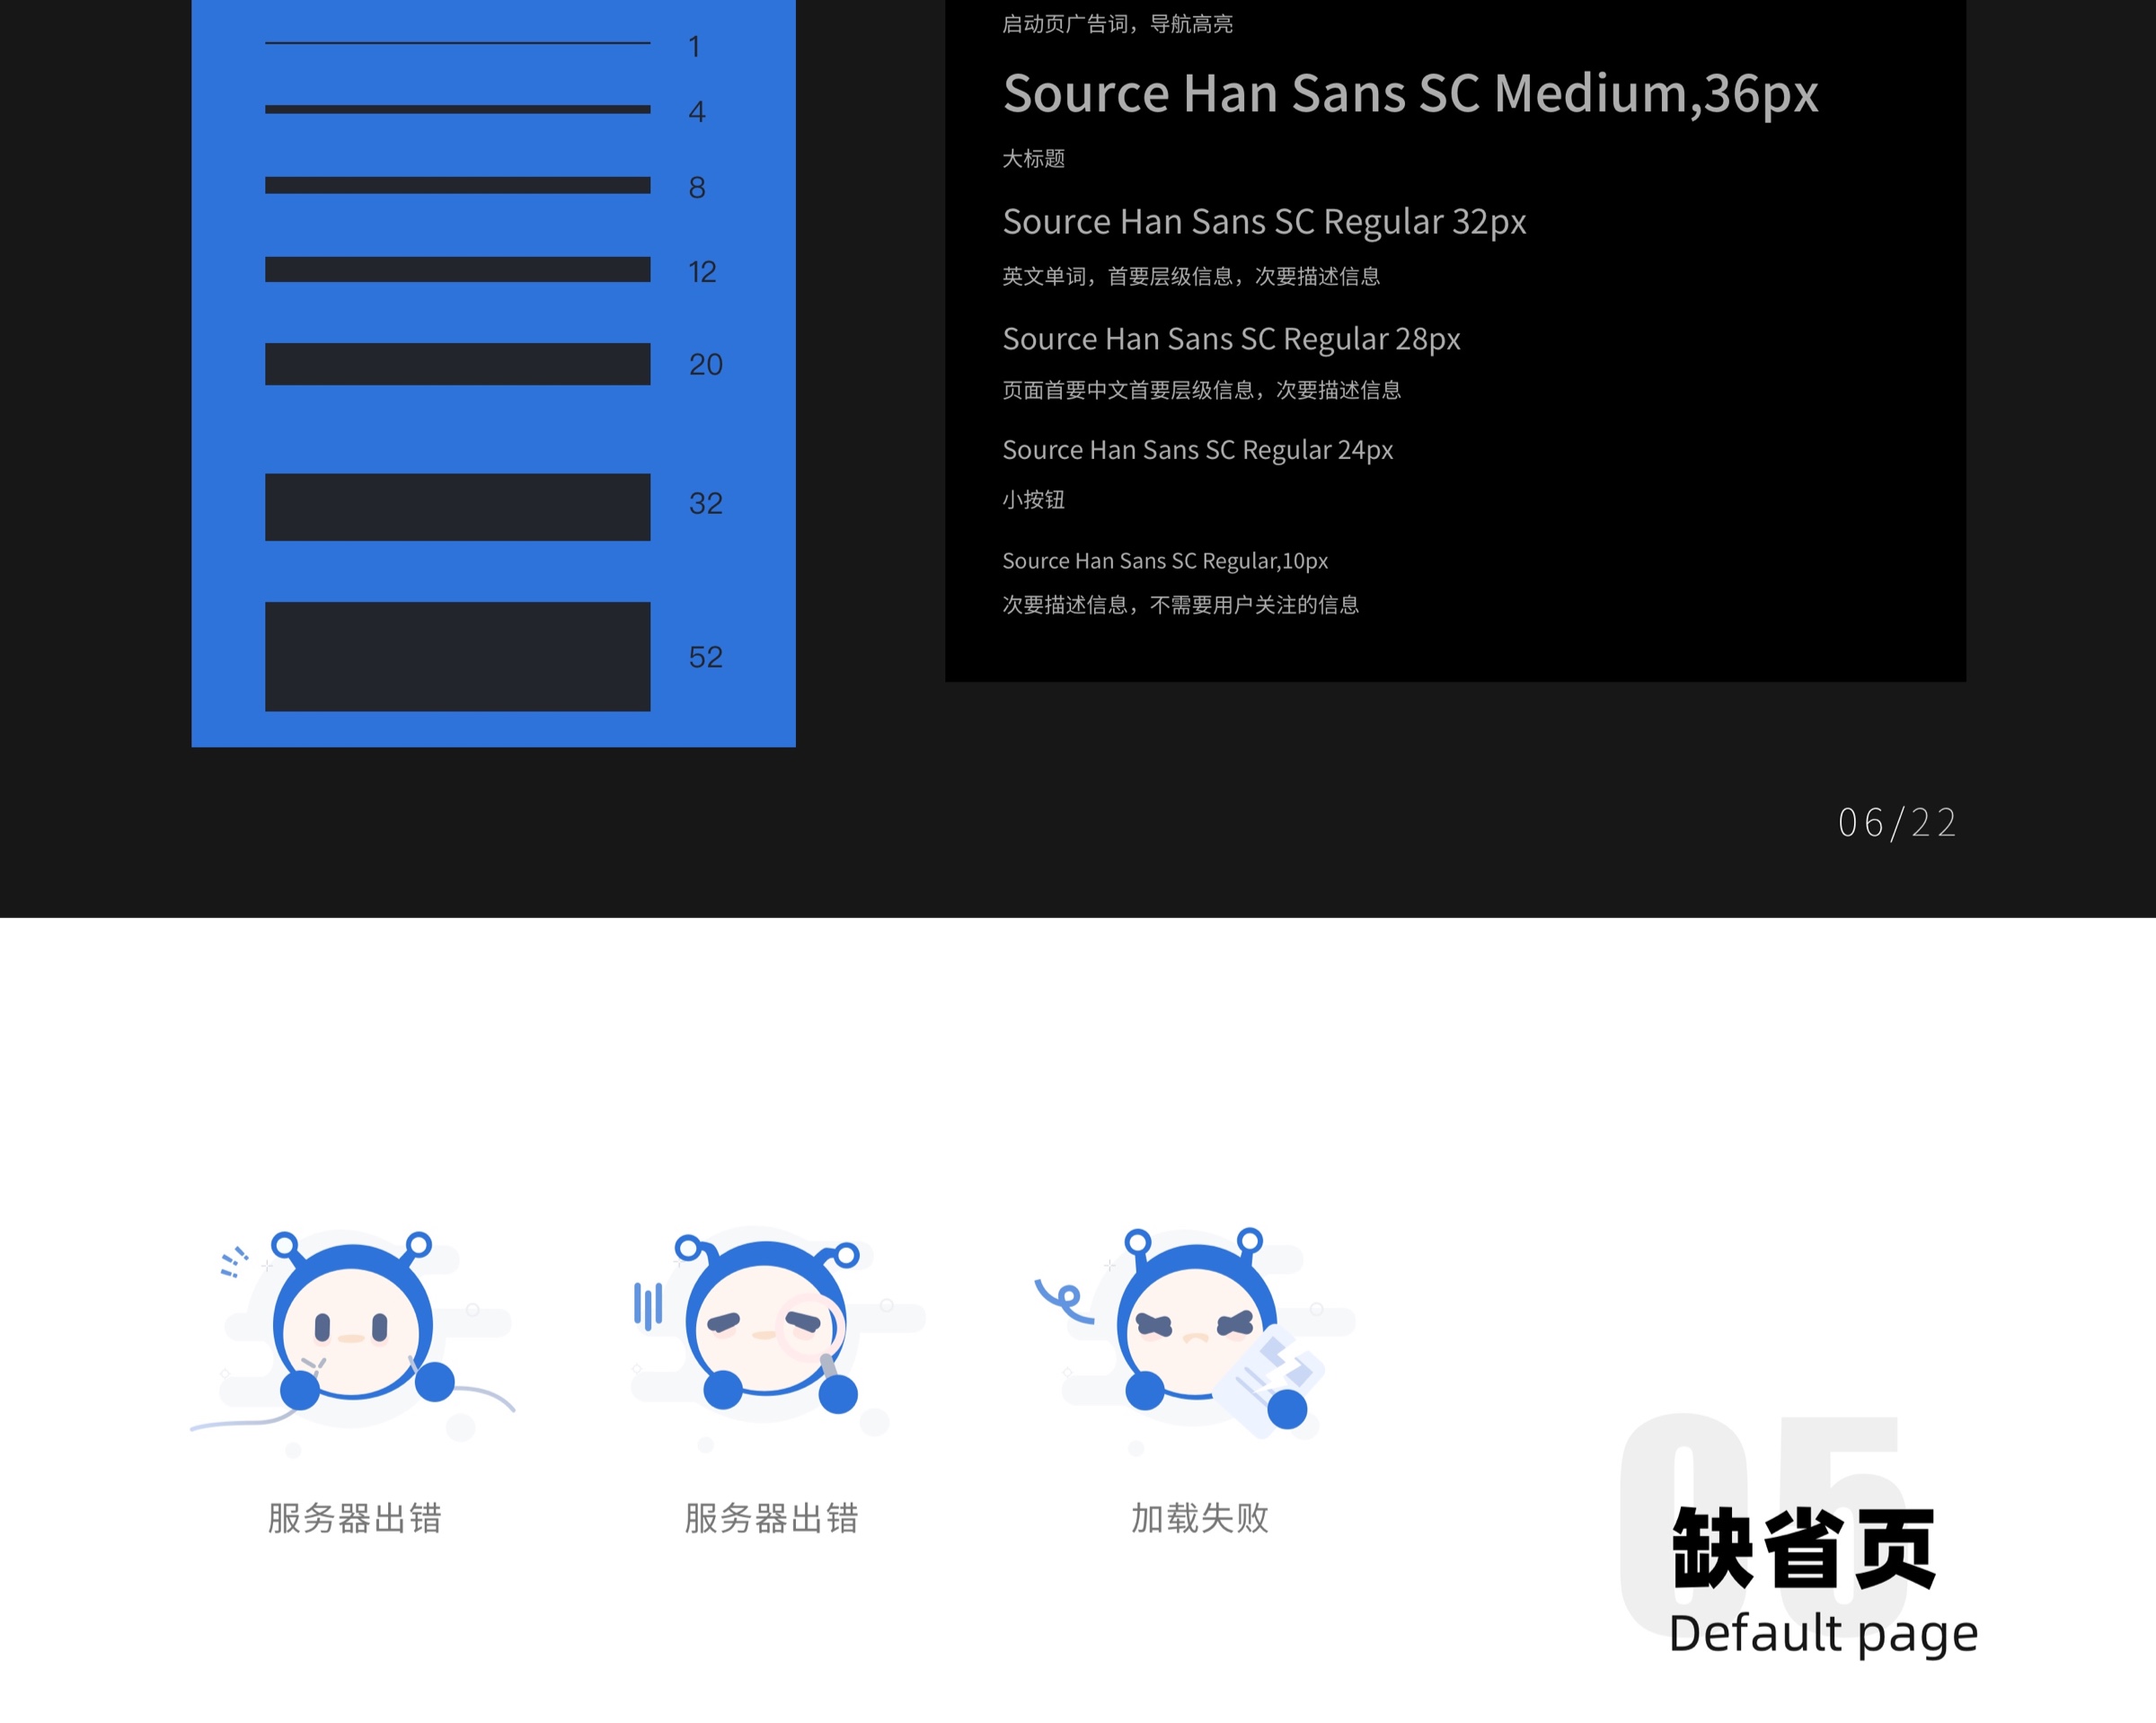 1
4
8
12
20
32
52
启动页广告词，导航高亮
Source Han Sans SC Medium,36px
大标题
Source Han Sans SC Regular 32px
英文单词，首要层级信息，次要描述信息
Source Han Sans SC Regular 28px
页面首要中文首要层级信息，次要描述信息
Source Han Sans SC Regular 24px
小按钮
Source Han Sans SC Regular,10px
次要描述信息，不需要用户关注的信息
06/22
服务器出错
服务器出错
加载失败
05
缺省页
Default page